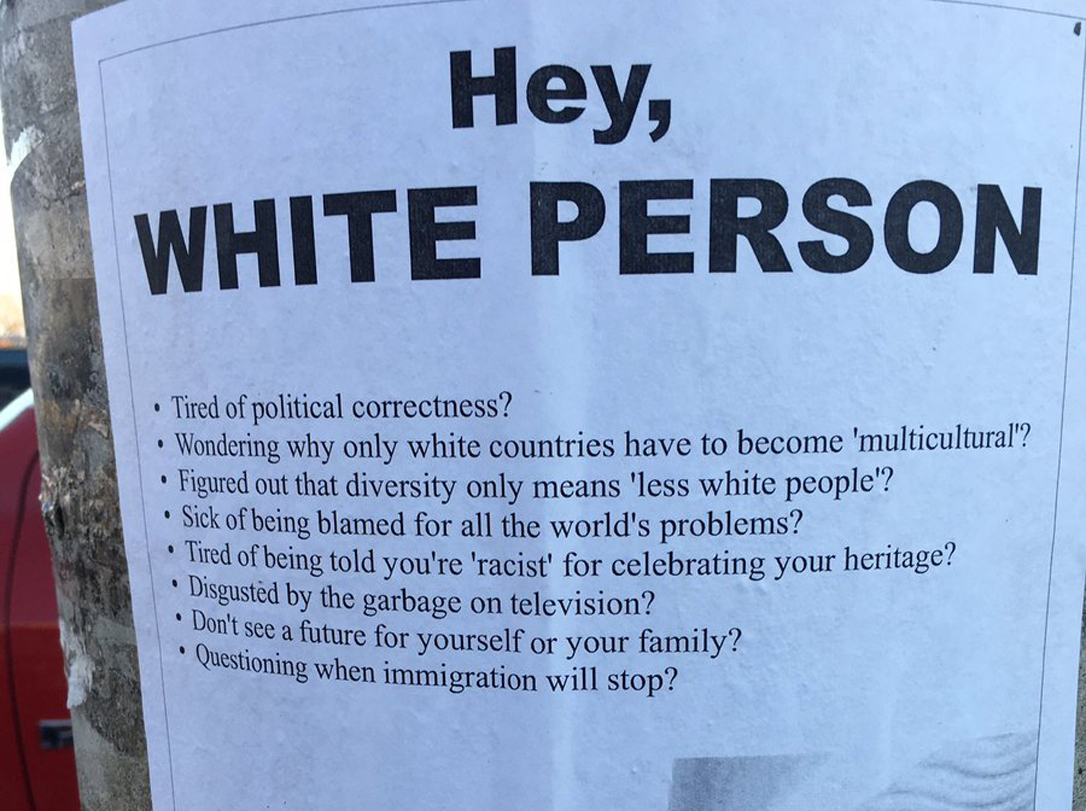 Hey,
WHITE PERSON
• Tired of political correctness?
• Wondering why only white countries have to become 'multicultural'?
• Figured out that diversity only means 'less white people'?
• Sick of being blamed for all the world's problems?
• Tired of being told you're 'racist' for celebrating your heritage?
• Disgusted by the garbage on television?
• Don't see a future for yourself or your family?
• Questioning when immigration will stop?